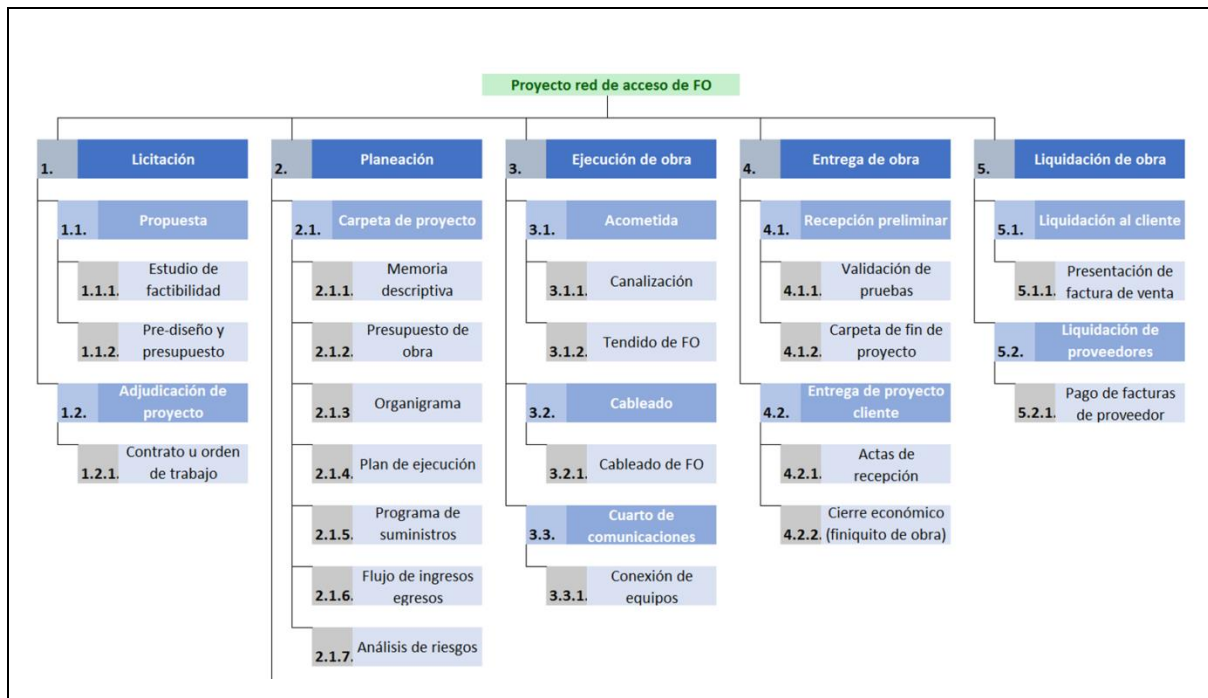 Proyecto red de acceso de FO
1. Licitación
1.1. Propuesta
1.1.1. Estudio de
factibilidad
1.1.2. Pre-diseño y
presupuesto
1.2. Adjudicación de
proyecto
1.2.1. Contrato u orden
de trabajo
2. Planeación
2.1. Carpeta de proyecto
2.1.1. Memoria
descriptiva
2.1.2. Presupuesto de
obra
2.1.3 Organigrama
2.1.4. Plan de ejecución
2.1.5. Programa de
suministros
2.1.6. Flujo de ingresos
egresos
2.1.7. Análisis de riesgos
3. Ejecución de obra
3.1. Acometida
3.1.1. Canalización
3.1.2. Tendido de FO
3.2. Cableado
3.2.1. Cableado de FO
3.3. Cuarto de
comunicaciones
3.3.1. Conexión de
equipos
4. Entrega de obra
4.1. Recepción preliminar
4.1.1. Validación de
pruebas
4.1.2. Carpeta de fin de
proyecto
4.2. Entrega de proyecto
cliente
4.2.1. Actas de
recepción
4.2.2. Cierre económico
(finiquito de obra)
5. Liquidación de obra
5.1. Liquidación al cliente
5.1.1. Presentación de
factura de venta
5.2. Liquidación de
proveedores
5.2.1. Pago de facturas
de proveedor